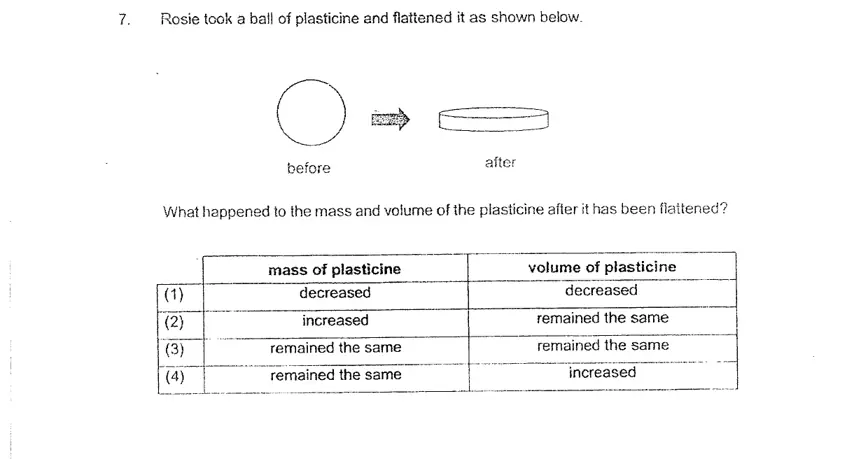 7. Rosie took a ball of plasticine and flattened it as shown below.
before
after
What happened to the mass and volume of the plasticine after it has been flattened?
mass of plasticine volume of plasticine
(1) decreased decreased
(2) increased remained the same
(3) remained the same remained the same
(4) remained the same increased